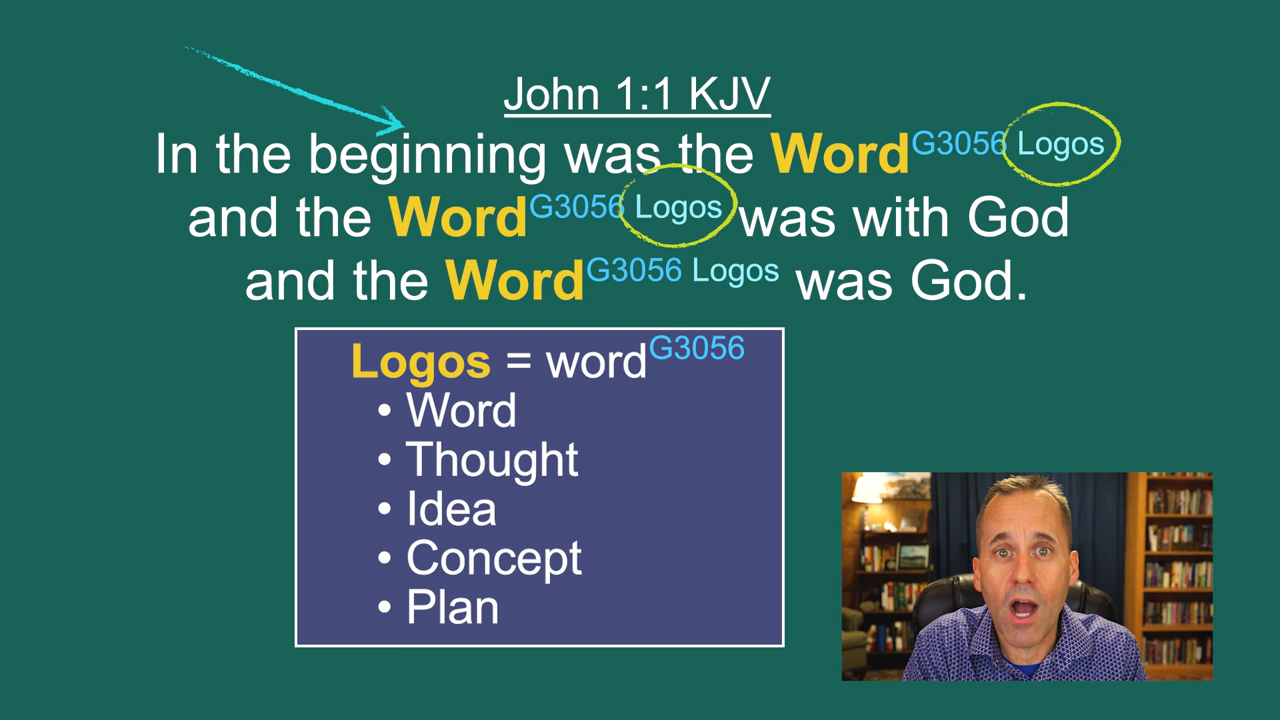 John 1:1 KJV
In the beginning was the Word G3056 Logos
and the Word G3056 Logos was with God
and the Word G3056 Logos was God.
Logos = word G3056
• Word
• Thought
• Idea
• Concept
• Plan